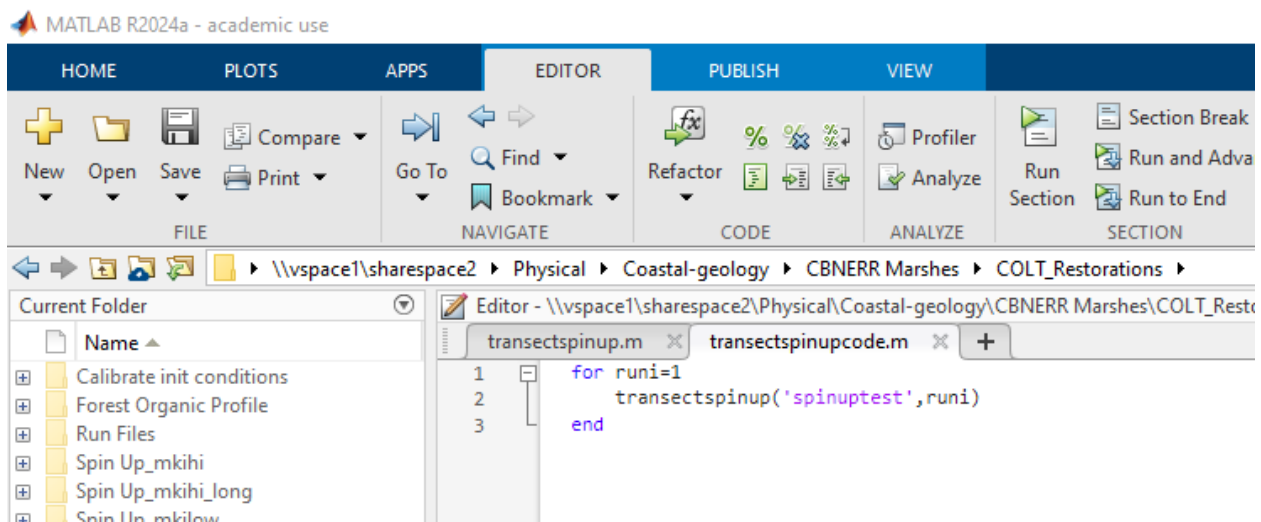 MATLAB R2024a - academic use
HOME PLOTS APPS EDITOR PUBLISH VIEW
New Open Save Compare Print
FILE
Go To Find Bookmark
NAVIGATE
Refactor fx
CODE
Profiler Analyze
ANALYZE
Run Section Section Break
Run and Adva
Run to End
SECTION
\\vspace1\sharespace2 Physical Coastal-geology CBNERR Marshes COLT_Restorations
Current Folder
Name
Calibrate init conditions
Forest Organic Profile
Run Files
Spin Up_mkihi
Spin Up_mkihi_long
Spin Up_mkilow
Editor - \\vspace1\sharespace2\Physical\Coastal-geology\CBNERR Marshes\COLT_Resto
transectspinup.m transectspinupcode.m +
1 for runi=1
2 transectspinup('spinuptest',runi)
3 end